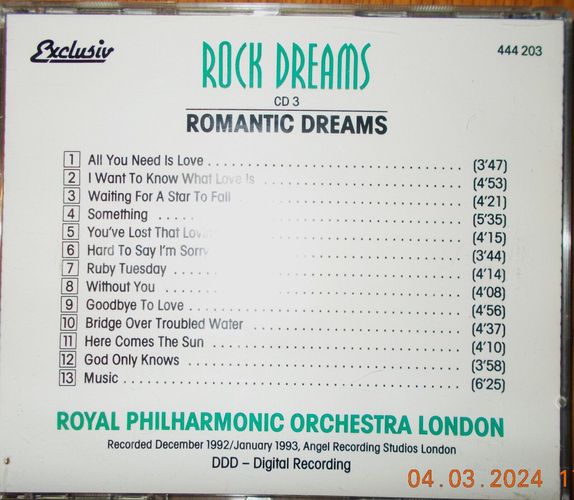 Exclusiv
ROCK DREAMS
444 203
CD 3
ROMANTIC DREAMS
1 All You Need Is Love (3'47)
2 I Want To Know What Love Is (4'53)
3 Waiting For A Star To Fall (4'21)
4 Something (5'35)
5 You've Lost That (4'15)
6 Hard To Say I'm Sorry (3'44)
7 Ruby Tuesday (4'14)
8 Without You (4'08)
9 Goodbye To Love (4'56)
10 Bridge Over Troubled Water (4'37)
11 Here Comes The Sun (4'10)
12 God Only Knows (3'58)
13 Music (6'25)
ROYAL PHILHARMONIC ORCHESTRA LONDON
Recorded December 1992/January 1993, Angel Recording Studios London
DDD – Digital Recording
04.03.2024